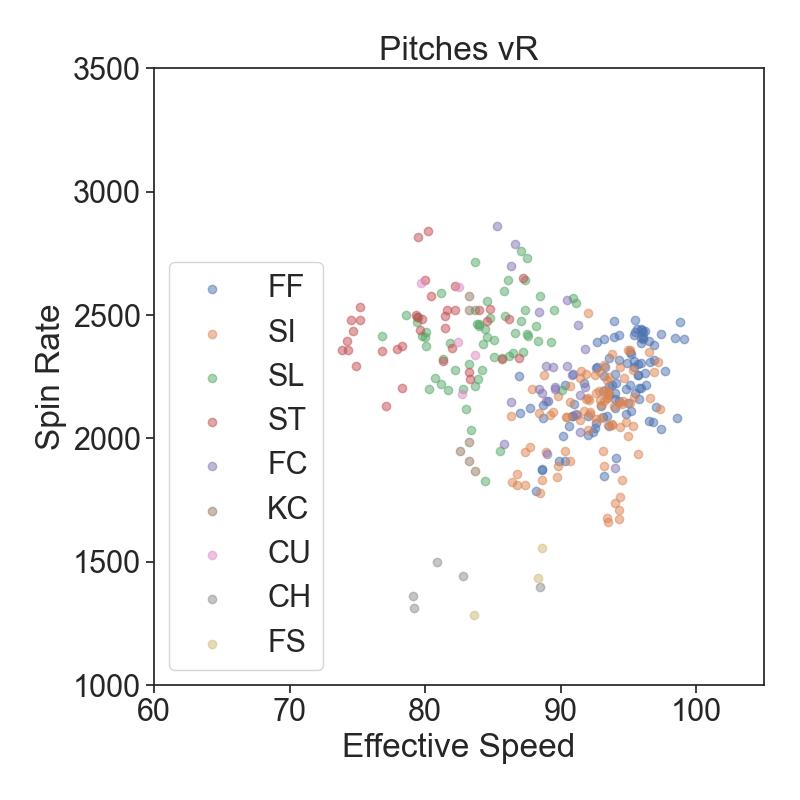 Pitches vR
Spin Rate
3500
3000
2500
2000
1500
1000
FF
SI
SL
ST
FC
KC
CU
CH
FS
60 70 80 90 100
Effective Speed